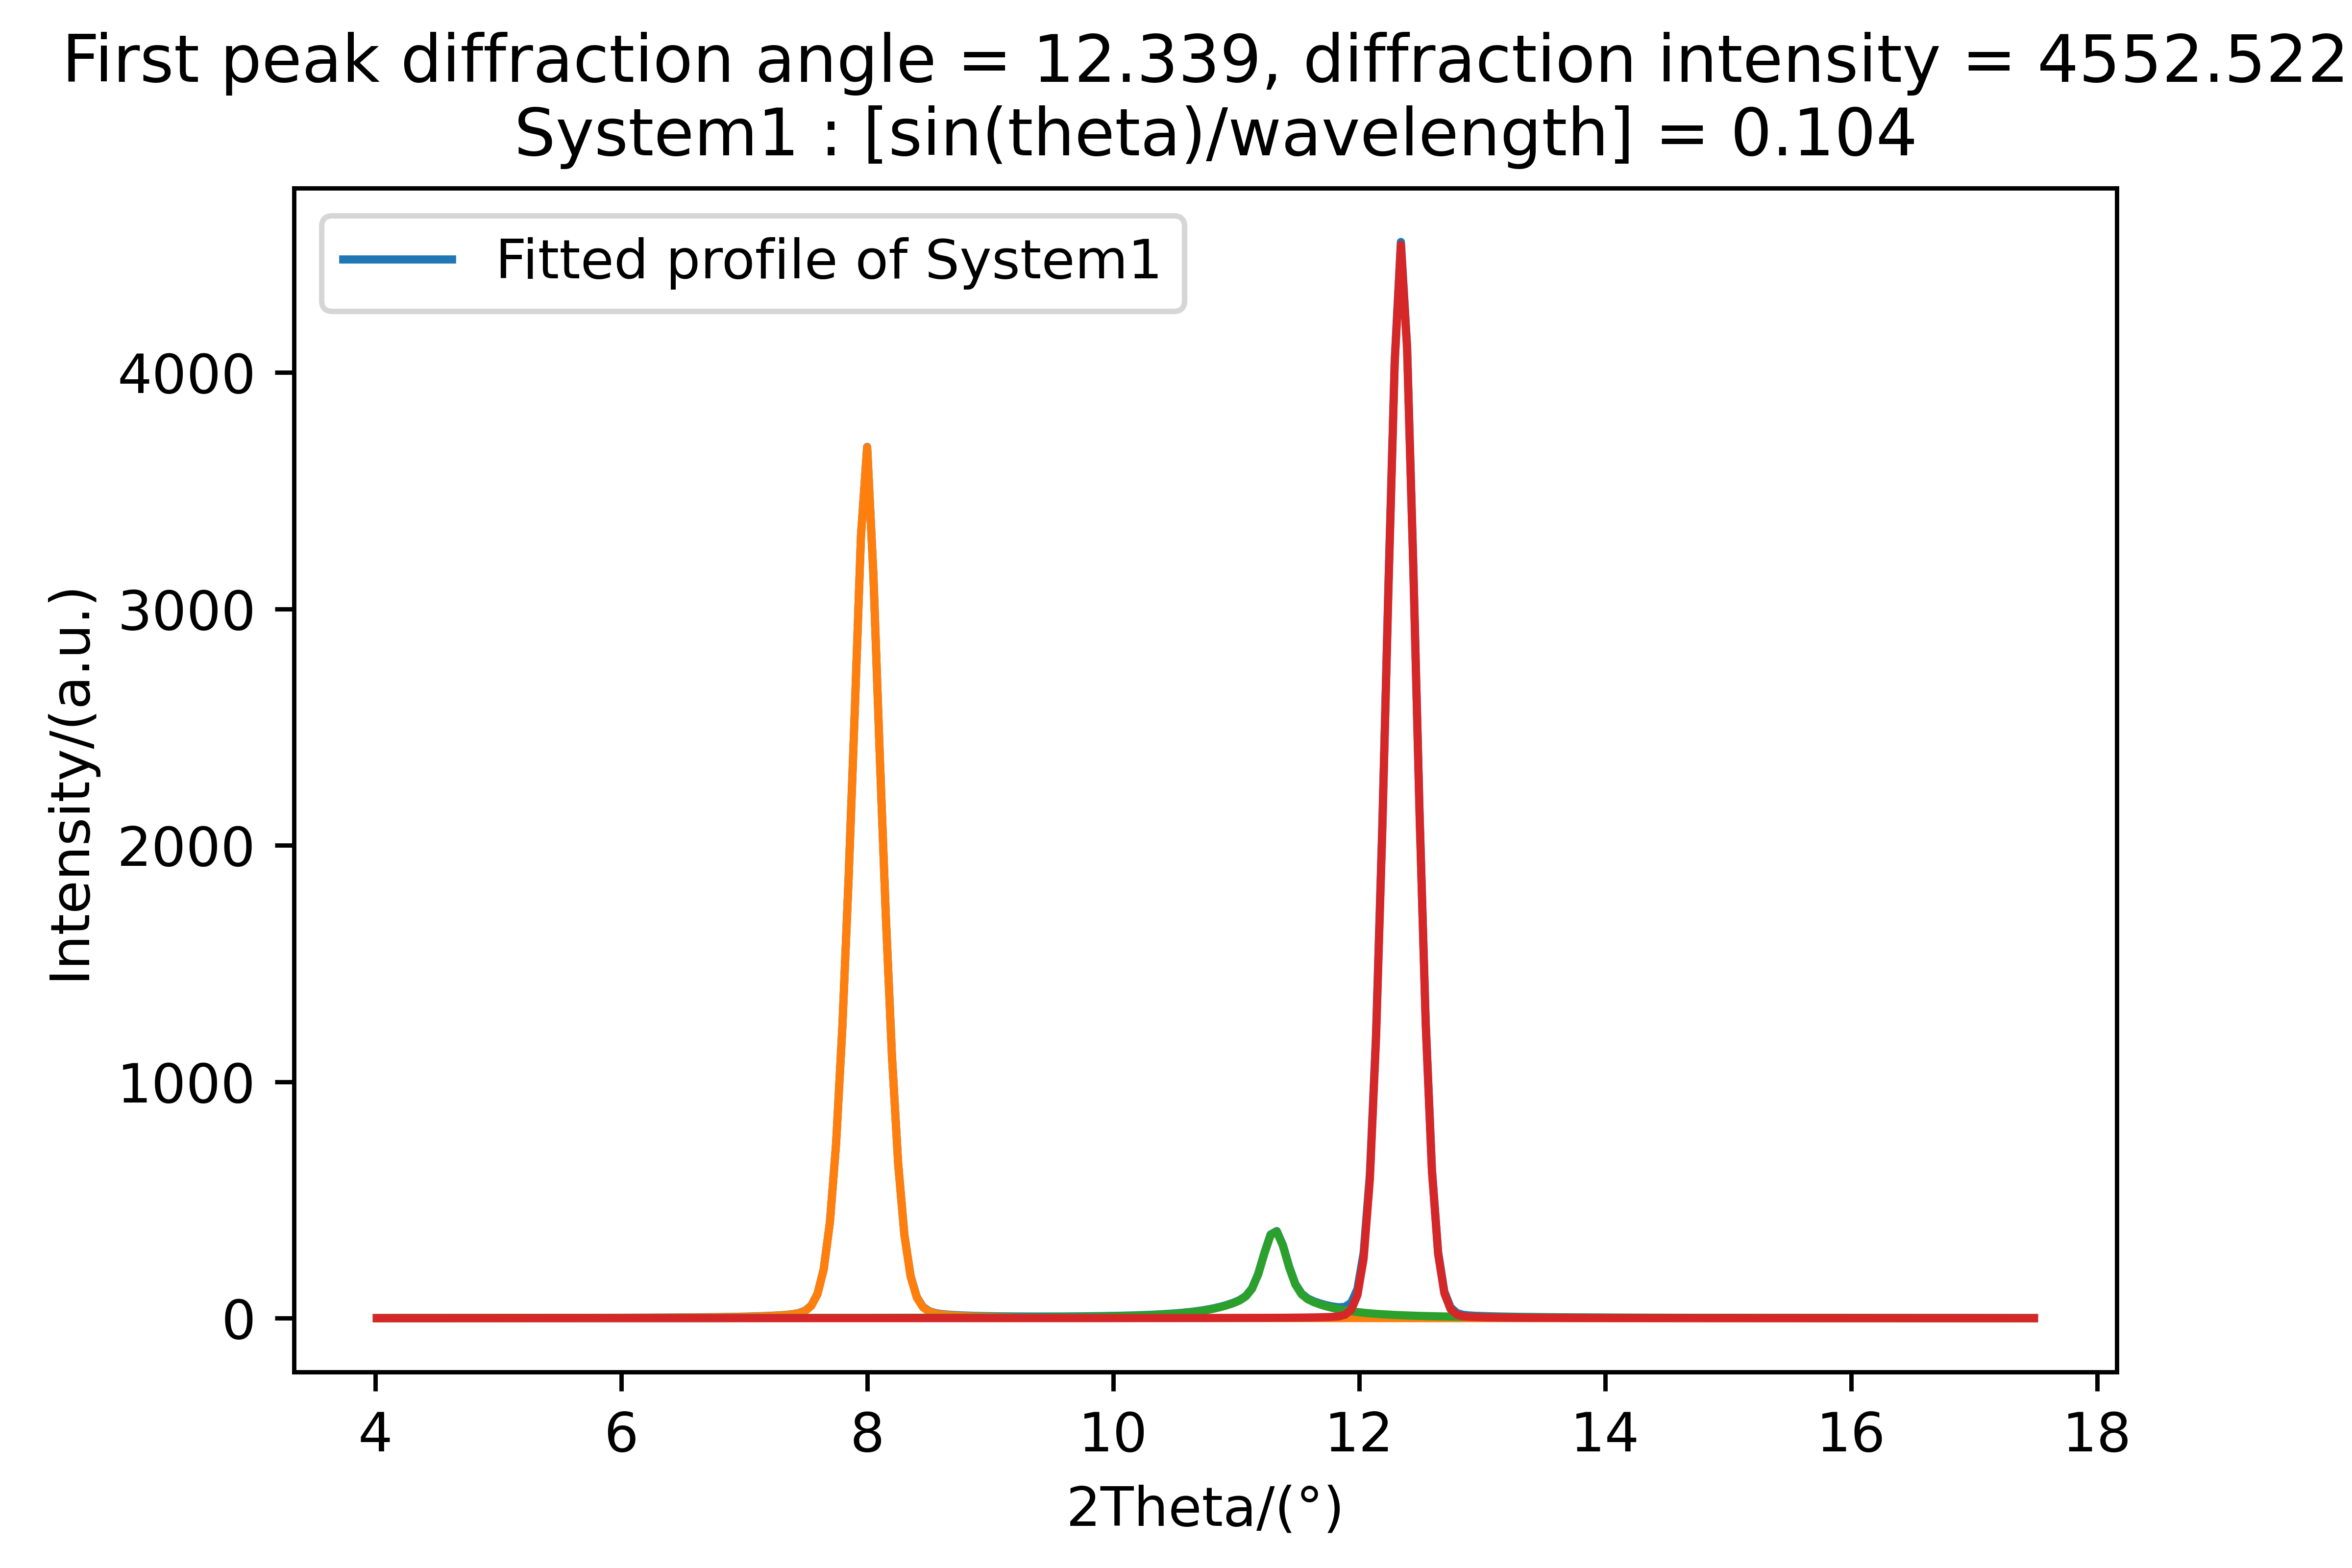 First peak diffraction angle = 12.339, diffraction intensity = 4552.522
System1 : [sin(theta)/wavelength] = 0.104
Fitted profile of System1
4000
3000
2000
1000
0
Intensity/(a.u.)
4 6 8 10 12 14 16 18
2Theta/(°)